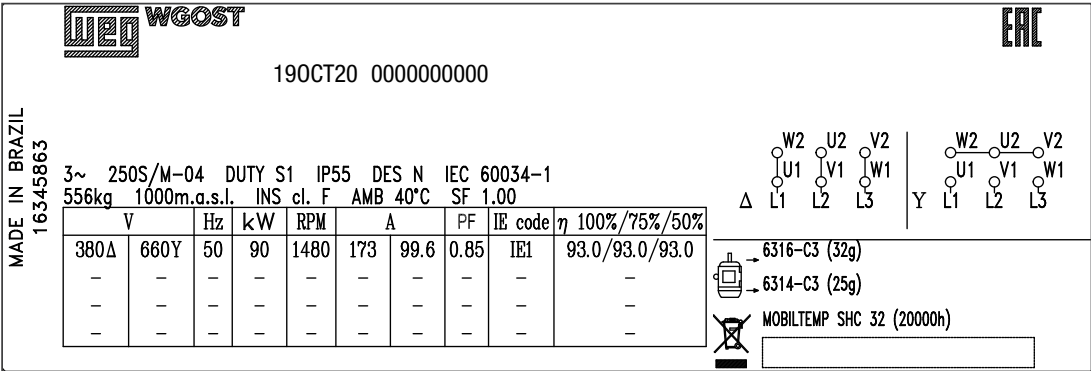 weg WGOST
EAC
19OCT20 0000000000
MADE IN BRAZIL
16345863
3~ 250S/M-04 DUTY S1 IP55 DES N IEC 60034-1
556kg 1000m.a.s.l. INS cl. F AMB 40°C SF 1.00
V Hz kW RPM A PF IE code η 100%/75%/50%
380Δ 660Y 50 90 1480 173 99.6 0.85 IE1 93.0/93.0/93.0
– – – – – – – – – –
– – – – – – – – – –
– – – – – – – – – –
W2 U2 V2
U1 V1 W1
Δ L1 L2 L3
W2 U2 V2
U1 V1 W1
Y L1 L2 L3
6316-C3 (32g)
6314-C3 (25g)
MOBILTEMP SHC 32 (20000h)